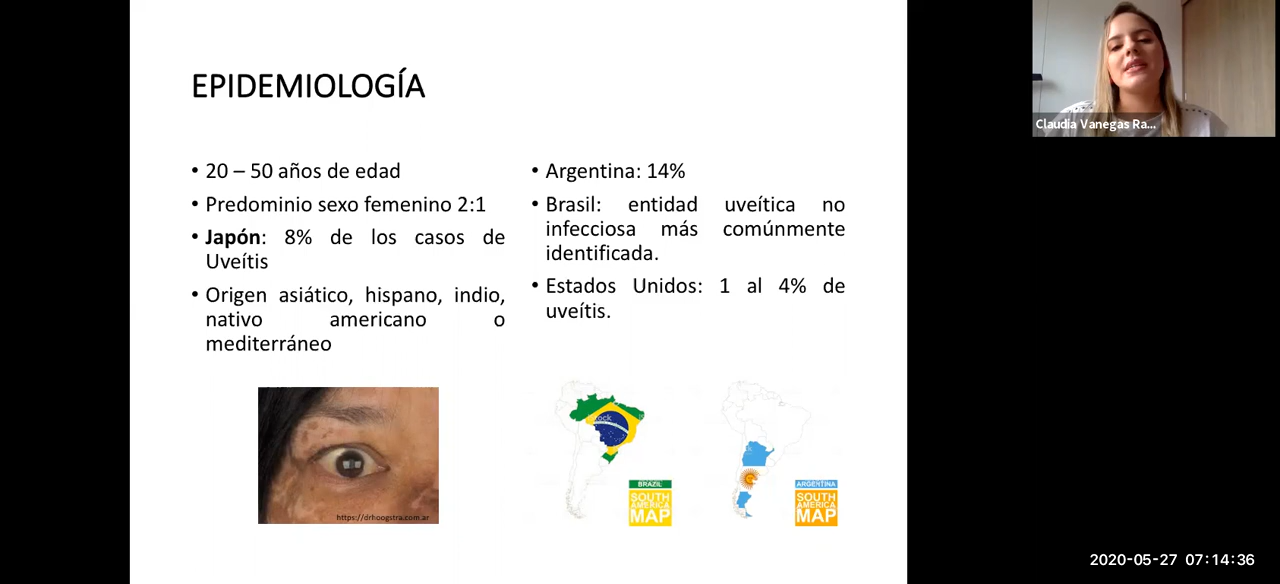 EPIDEMIOLOGÍA
• 20 – 50 años de edad
• Predominio sexo femenino 2:1
• Japón: 8% de los casos de
Uveítis
• Origen asiático, hispano, indio,
nativo americano o
mediterráneo
• Argentina: 14%
• Brasil: entidad uveítica no
infecciosa más comúnmente
identificada.
• Estados Unidos: 1 al 4% de
uveítis.
https://drhoogstra.com.ar
BRAZIL
SOUTH
AMERICA
MAP
ARGENTINA
SOUTH
AMERICA
MAP
Claudia Vanegas Ra...
2020-05-27 07:14:36